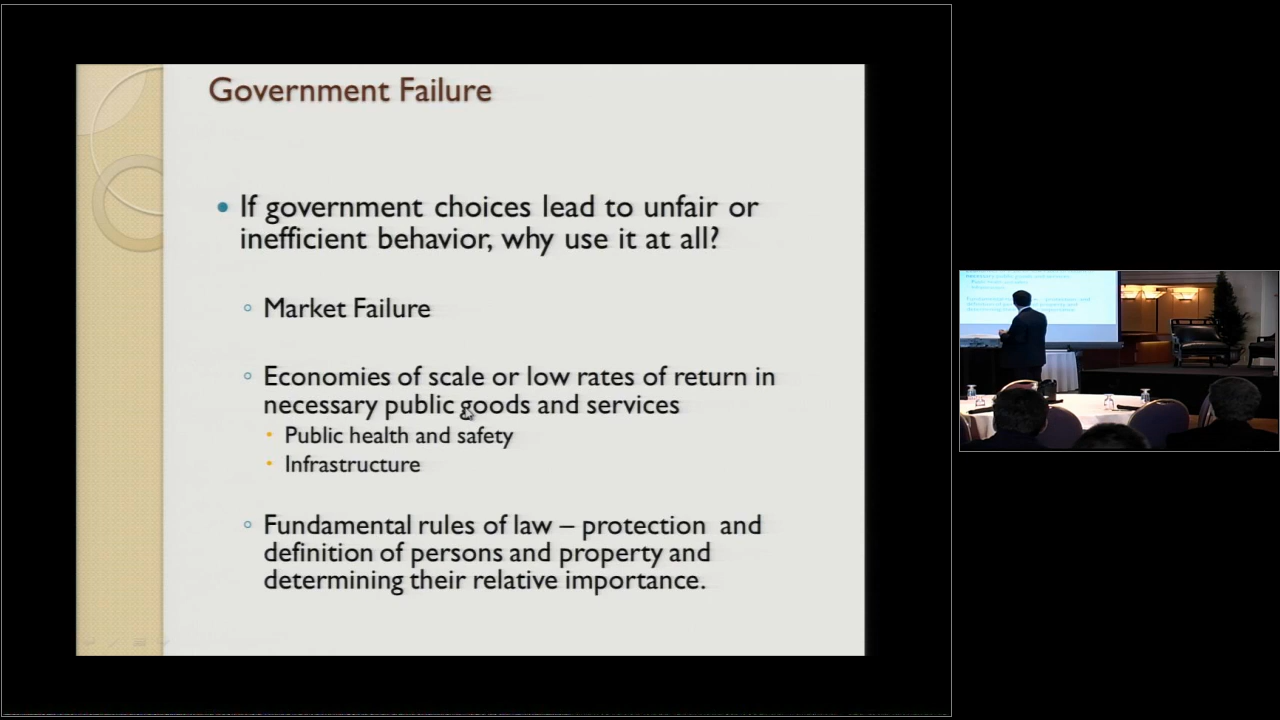 Government Failure
If government choices lead to unfair or
inefficient behavior, why use it at all?
Market Failure
Economies of scale or low rates of return in
necessary public goods and services
Public health and safety
Infrastructure
Fundamental rules of law – protection and
definition of persons and property and
determining their relative importance.